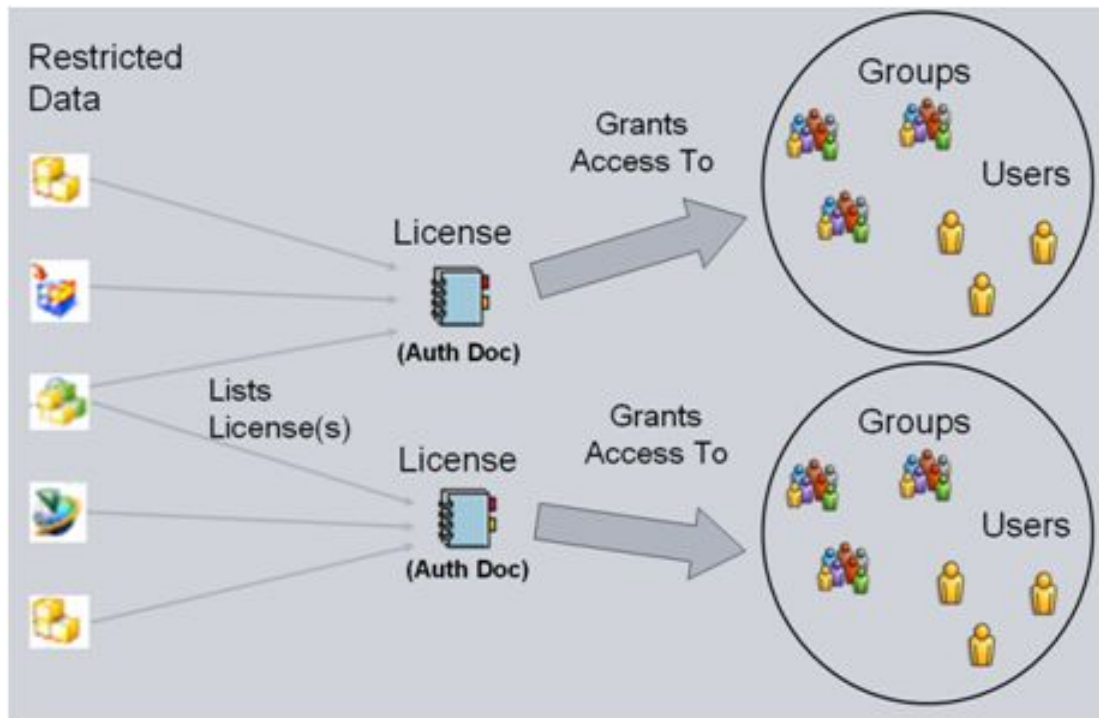 Restricted
Data
Groups
Grants
Access To
Users
License
(Auth Doc)
Lists
License(s)
Grants
Access To
Groups
License
Users
(Auth Doc)